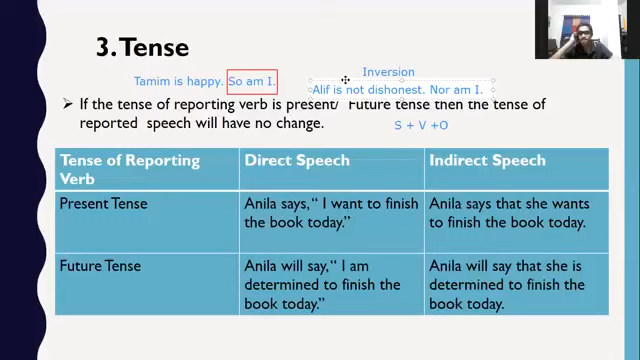 3. Tense
Inversion
Tamim is happy. So am I.
Alif is not dishonest. Nor am I.
➢ If the tense of reporting verb is present/ Future tense then the tense of
reported speech will have no change.
S + V +O
Tense of Reporting
Verb
Direct Speech
Indirect Speech
Present Tense
Anila says,“ I want to finish
the book today.”
Anila says that she wants
to finish the book today.
Future Tense
Anila will say,“ I am
determined to finish the
book today.”
Anila will say that she is
determined to finish the
book today.